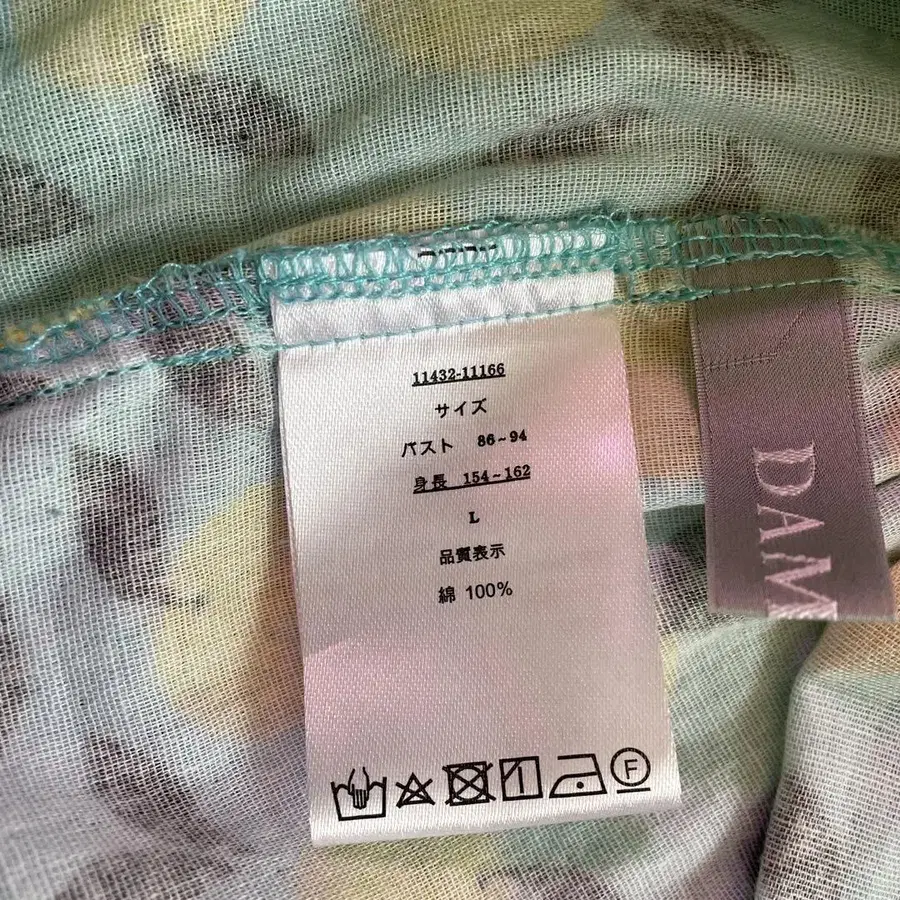 11432-11166
サイズ
バスト 86~94
身長 154~162
L
品質表示
綿 100%
F
DAM